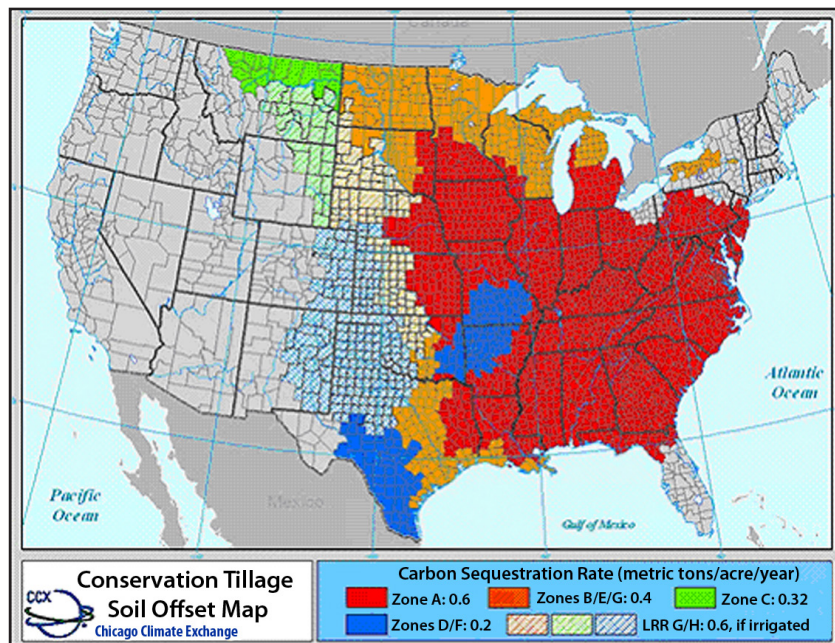 Canada
Atlantic
Ocean
Pacific
Ocean
Mexico
Gulf of Mexico
CCX
Conservation Tillage
Soil Offset Map
Chicago Climate Exchange
Carbon Sequestration Rate (metric tons/acre/year)
Zone A: 0.6
Zones B/E/G: 0.4
Zone C: 0.32
Zones D/F: 0.2
LRR G/H: 0.6, if irrigated